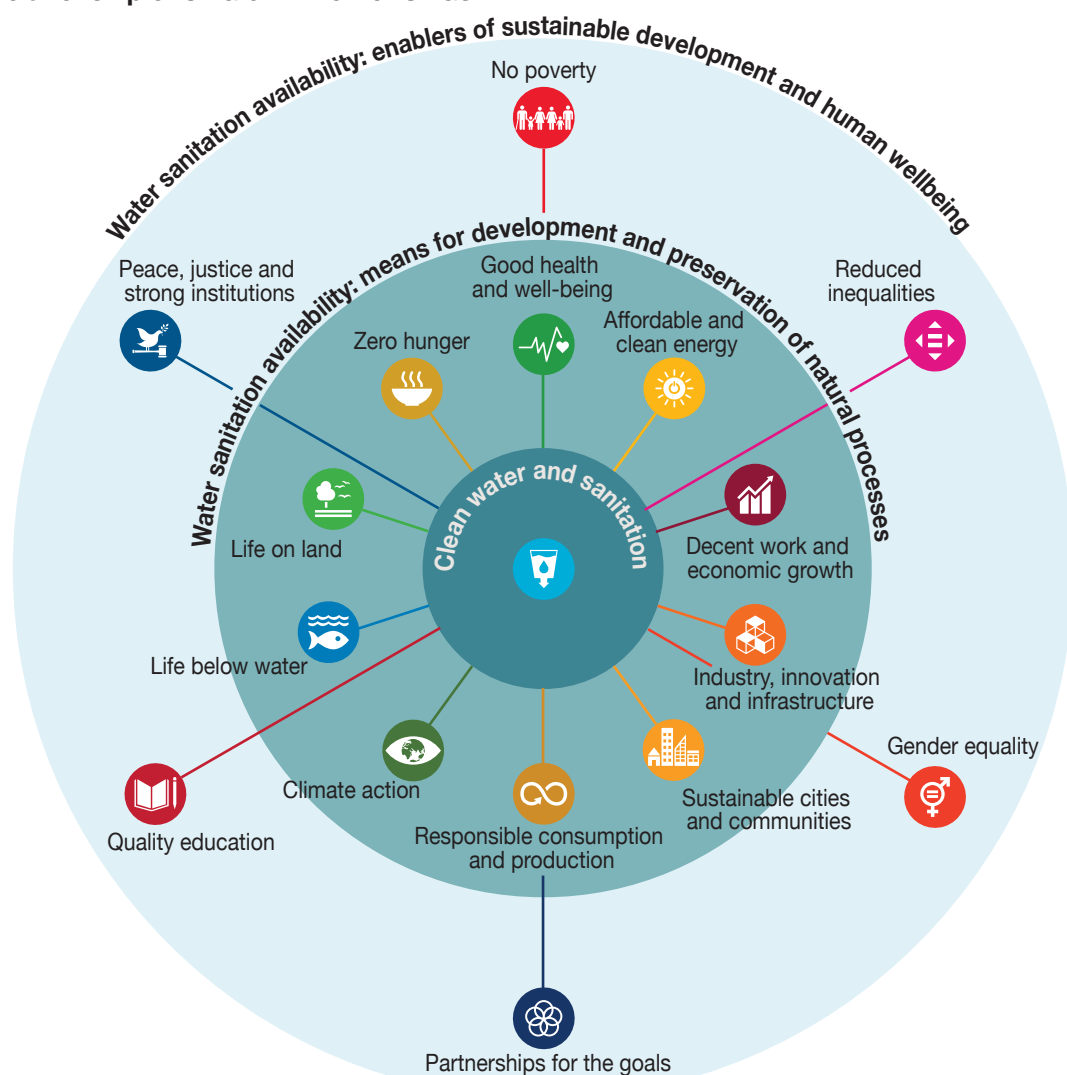 Water sanitation availability: enablers of sustainable development and human wellbeing
No poverty
Water sanitation availability: means for development and preservation of natural processes
Peace, justice and
strong institutions
Reduced
inequalities
Good health
and well-being
Zero hunger
Affordable and
clean energy
Clean water and sanitation
Life on land
Decent work and
economic growth
Life below water
Industry, innovation
and infrastructure
Gender equality
Climate action
Sustainable cities
and communities
Quality education
Responsible consumption
and production
Partnerships for the goals